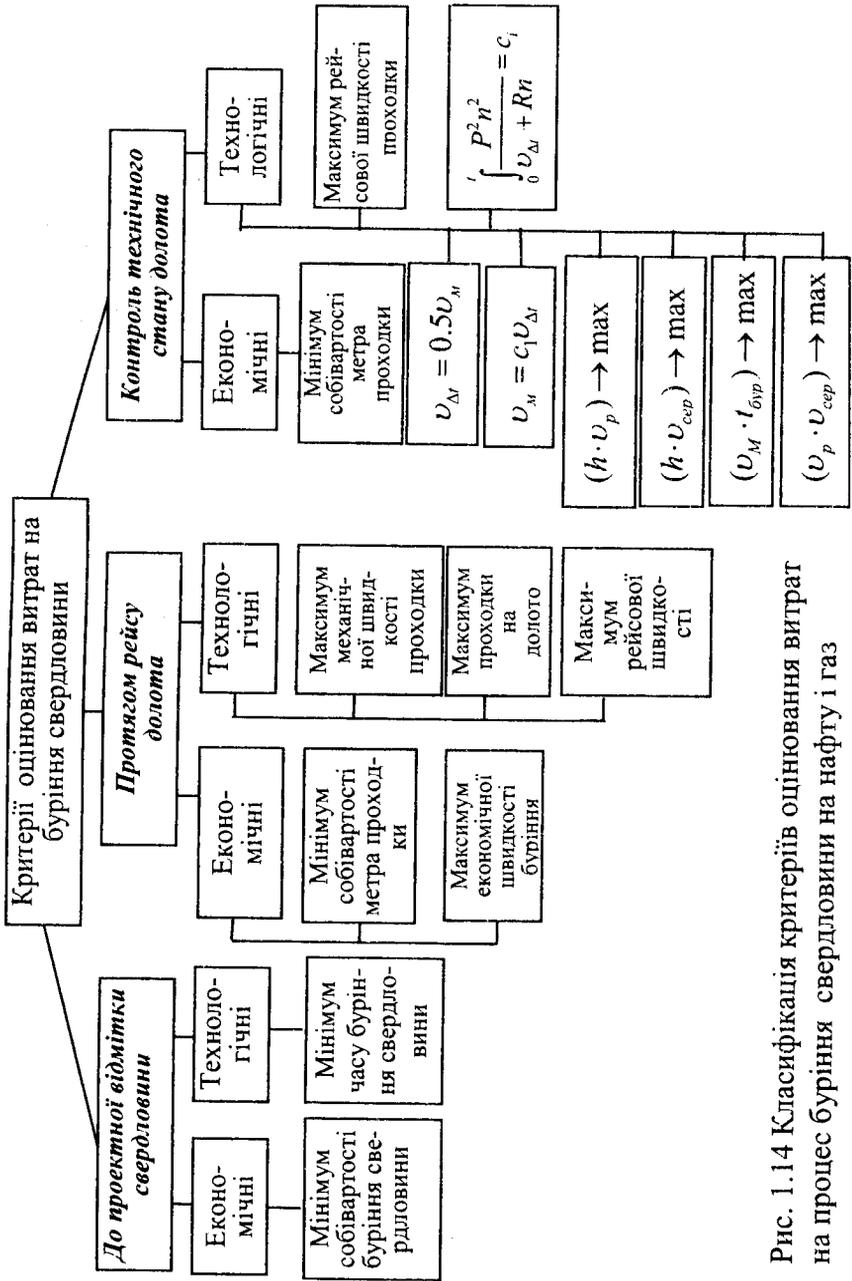 Критерії оцінювання витрат на
буріння свердловини
До проектної відмітки
свердловини
Еконо-
мічні
Мінімум
собівартості
буріння све-
рдловини
Техноло-
гічні
Мінімум
часу бурін-
ня свердло-
вини
Протягом рейсу
долота
Еконо-
мічні
Мінімум
собівартості
метра проход-
ки
Максимум
економічної
швидкості
буріння
Техноло-
гічні
Максимум
механіч-
ної швид-
кості
проходки
Максимум
проходки
на
долото
Макси-
мум
рейсової
швидко-
сті
Контроль технічного
стану долота
Еконо-
мічні
Мінімум
собівартості
метра
проходки
Техно-
логічні
Максимум рей-
сової швидкості
проходки
∫₀ᵗ P²n² / (υ_Δt + Rn) = c_i
υ_Δt = 0.5υ_м
υ_м = c₁υ_Δt
(h · υ_р) → max
(h · υ_сер) → max
(υ_М · t_бур.) → max
(υ_р · υ_сер) → max
Рис. 1.14 Класифікація критеріїв оцінювання витрат
на процес буріння свердловини на нафту і газ